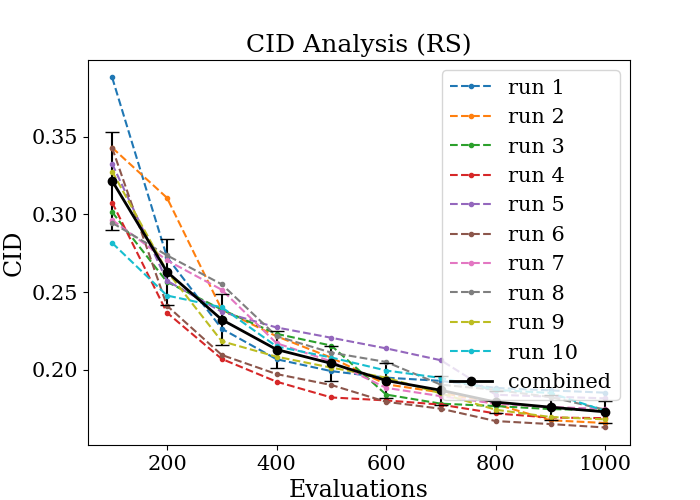 CID Analysis (RS)
run 1
run 2
run 3
run 4
run 5
run 6
run 7
run 8
run 9
run 10
combined
0.35
0.30
0.25
0.20
CID
200
400
600
800
1000
Evaluations